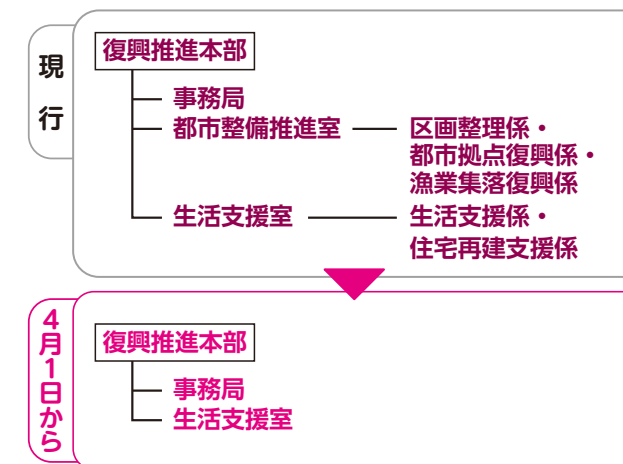 現行
復興推進本部
事務局
都市整備推進室 区画整理係・
都市拠点復興係・
漁業集落復興係
生活支援室 生活支援係・
住宅再建支援係
4月1日から
復興推進本部
事務局
生活支援室